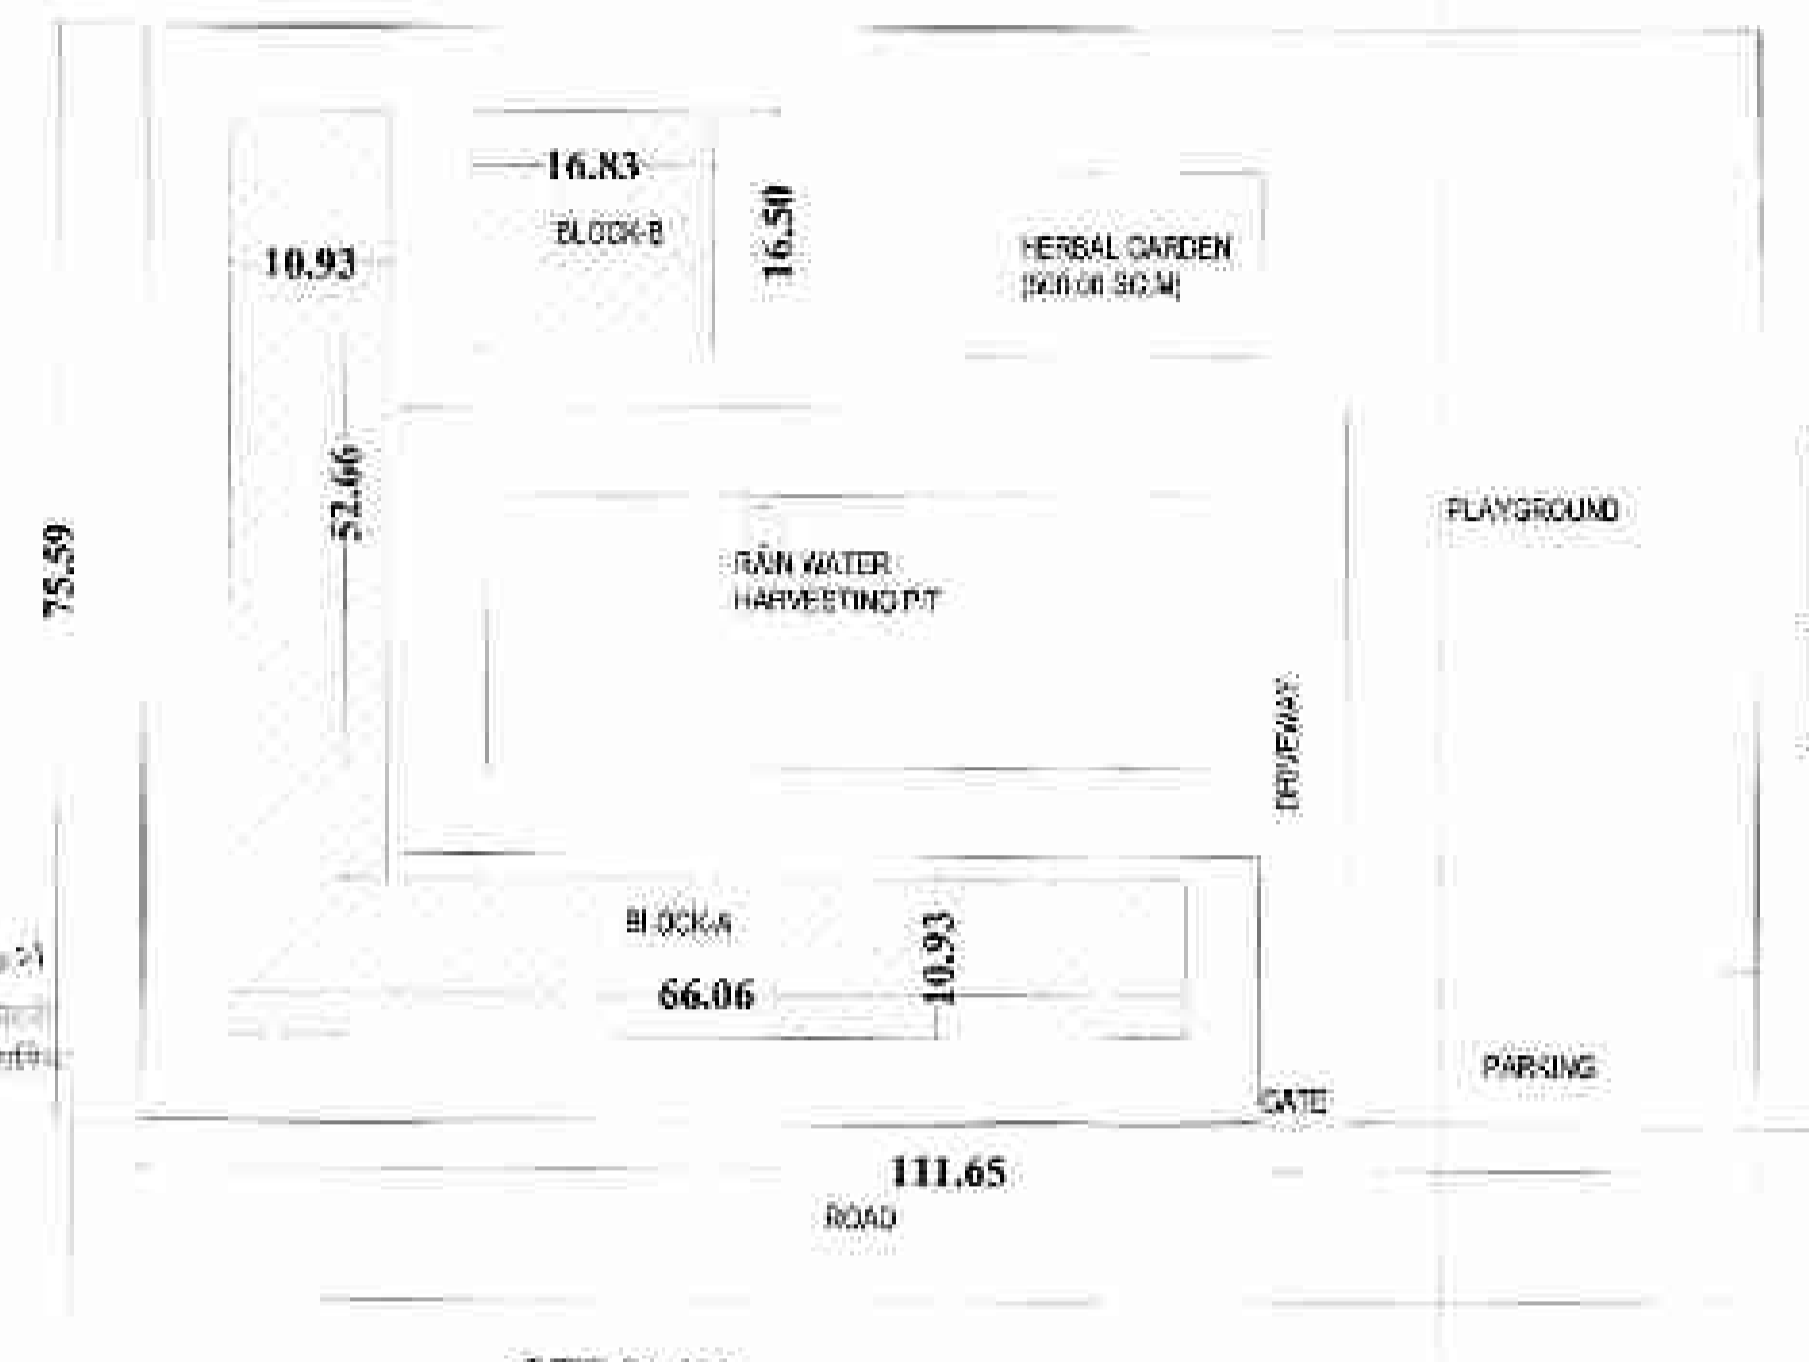 16.83
BLOCK-B
16.50
10.93
HERBAL GARDEN
52.66
75.59
PLAYGROUND
RAIN WATER
HARVESTING PIT
DRIVEWAY
BLOCK-A
10.93
66.06
PARKING
GATE
111.65
ROAD